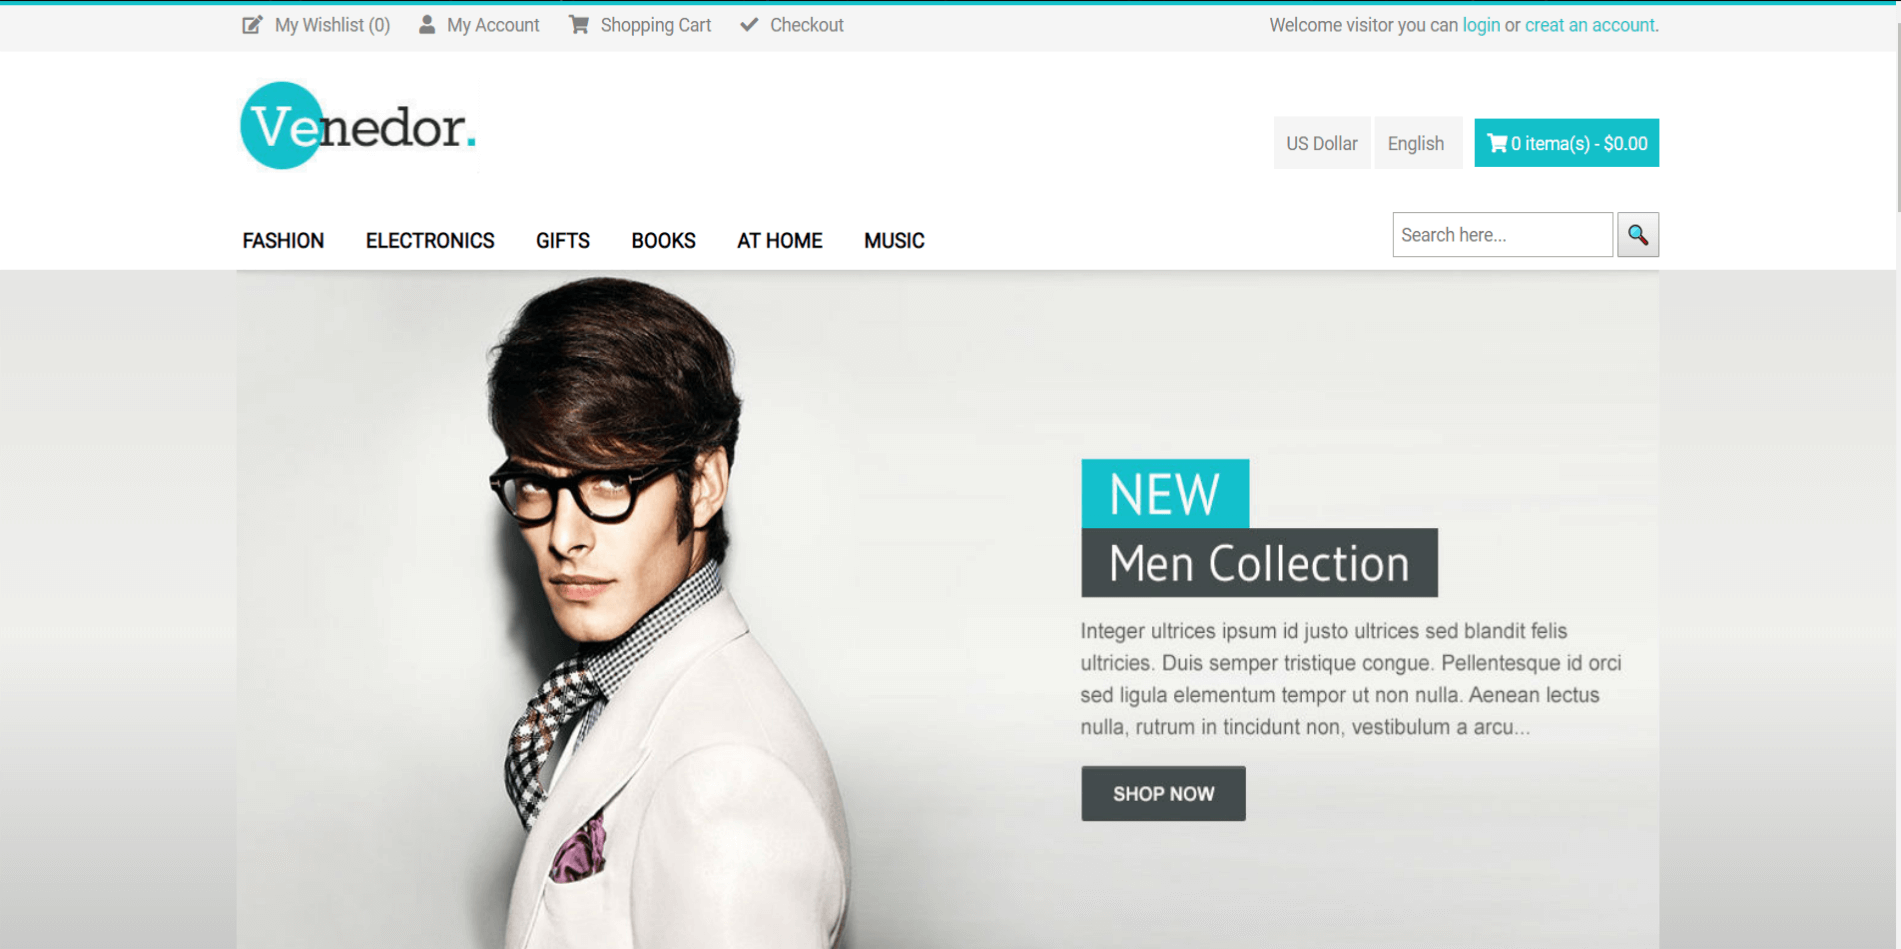 My Wishlist (0) My Account Shopping Cart Checkout Welcome visitor you can login or creat an account.
Venedor.
US Dollar English 0 itema(s) - $0.00
FASHION ELECTRONICS GIFTS BOOKS AT HOME MUSIC Search here...
NEW
Men Collection
Integer ultrices ipsum id justo ultrices sed blandit felis
ultricies. Duis semper tristique congue. Pellentesque id orci
sed ligula elementum tempor ut non nulla. Aenean lectus
nulla, rutrum in tincidunt non, vestibulum a arcu...
SHOP NOW